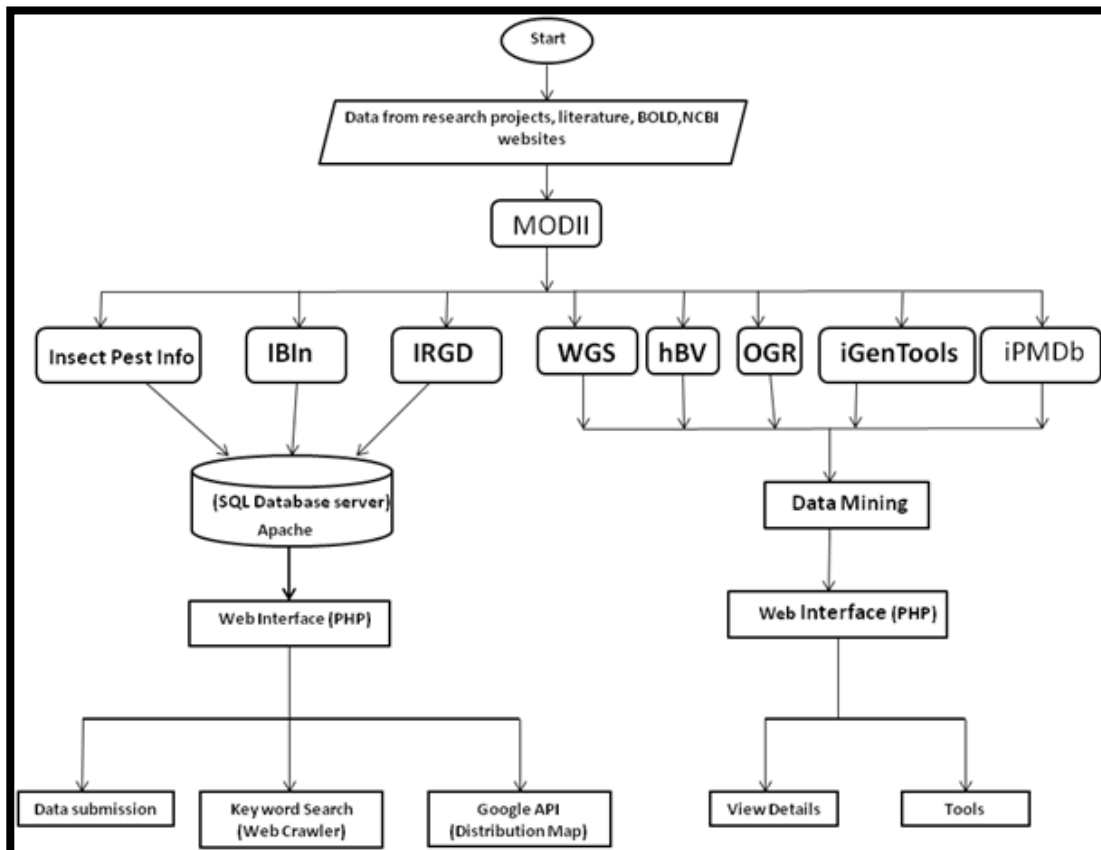 Start
Data from research projects, literature, BOLD,NCBI
websites
MODII
Insect Pest Info
IBIn
IRGD
WGS
hBV
OGR
iGenTools
iPMDb
(SQL Database server)
Apache
Data Mining
Web Interface (PHP)
Web Interface (PHP)
Data submission
Keyword Search
(Web Crawler)
Google API
(Distribution Map)
View Details
Tools